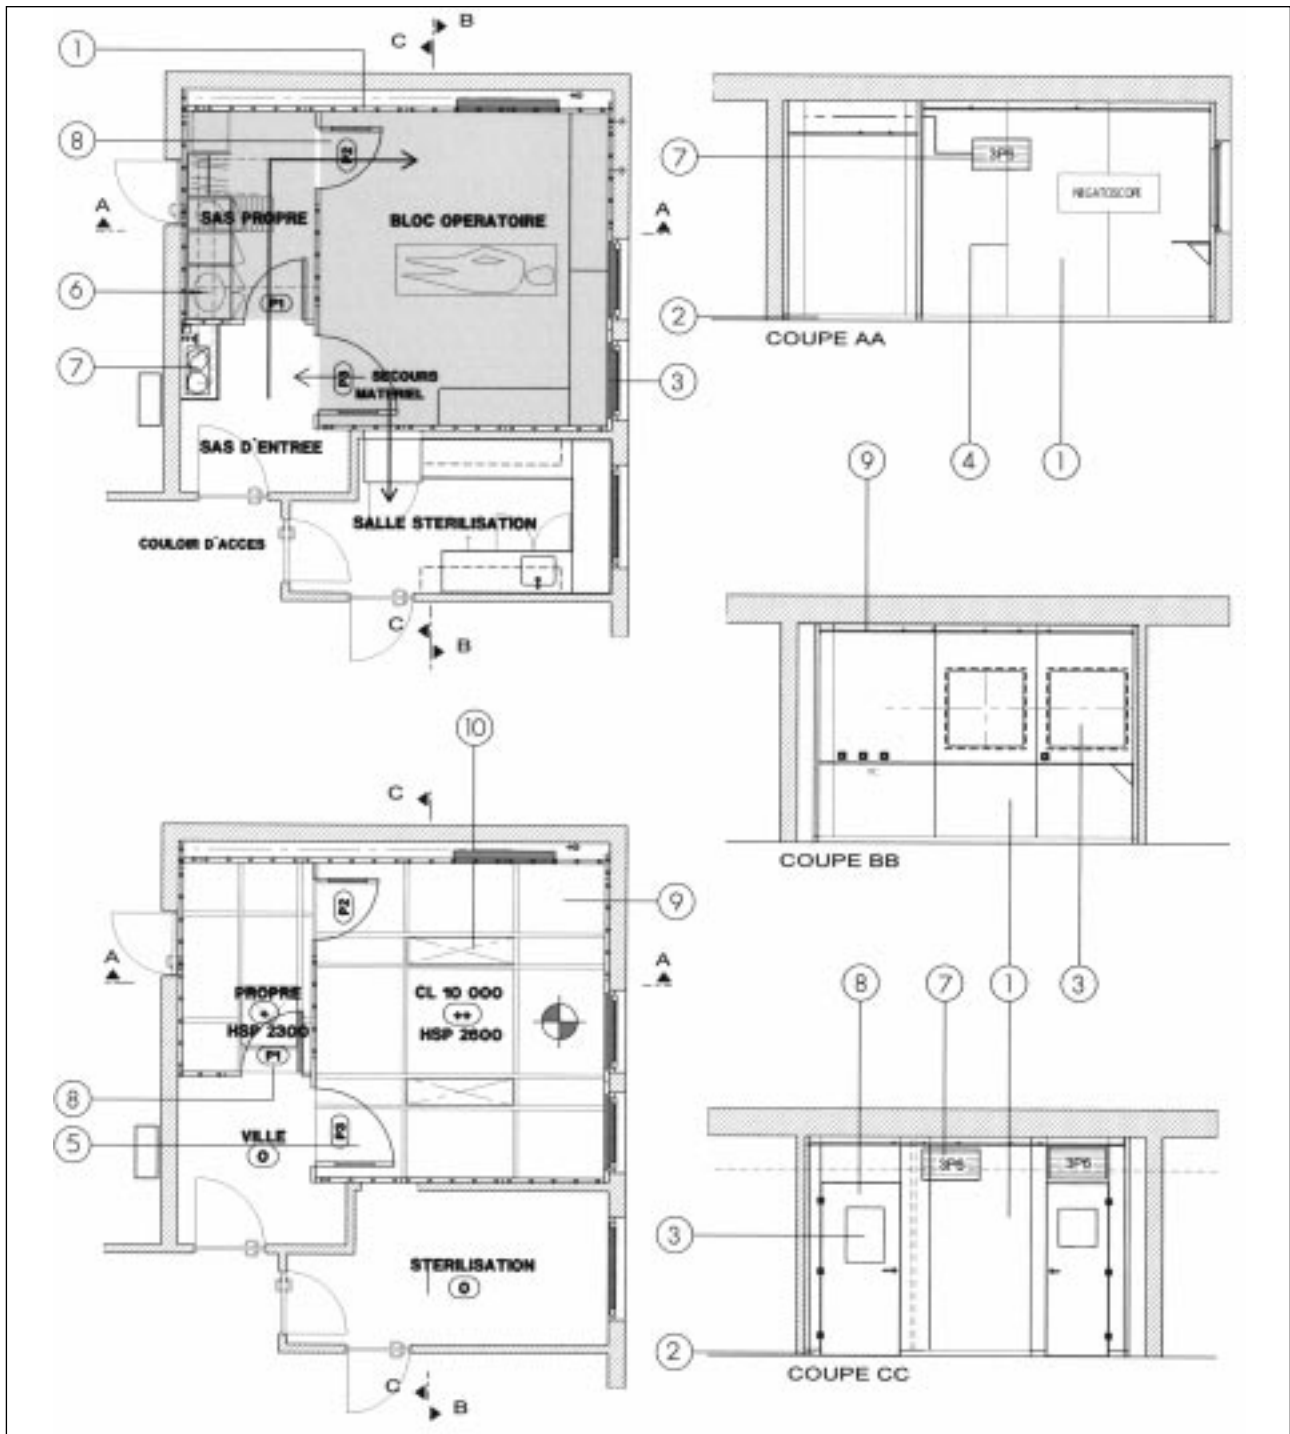 B
C
1
8
P2
A
SAS PROPRE
BLOC OPERATOIRE
A
6
P1
7
P3
SECOURS
MATERIEL
3
SAS D'ENTREE
SALLE STERILISATION
COULOIR D'ACCES
C
B
7
3P6
NEGATOSCOPE
2
COUPE AA
4
1
9
COUPE BB
10
C
P2
9
A
PROPRE
+
HSP 2300
P1
CL 10 000
++
HSP 2600
A
8
5
P3
VILLE
0
STERILISATION
0
C
B
8
7
1
3
3P6
3P6
3
2
COUPE CC